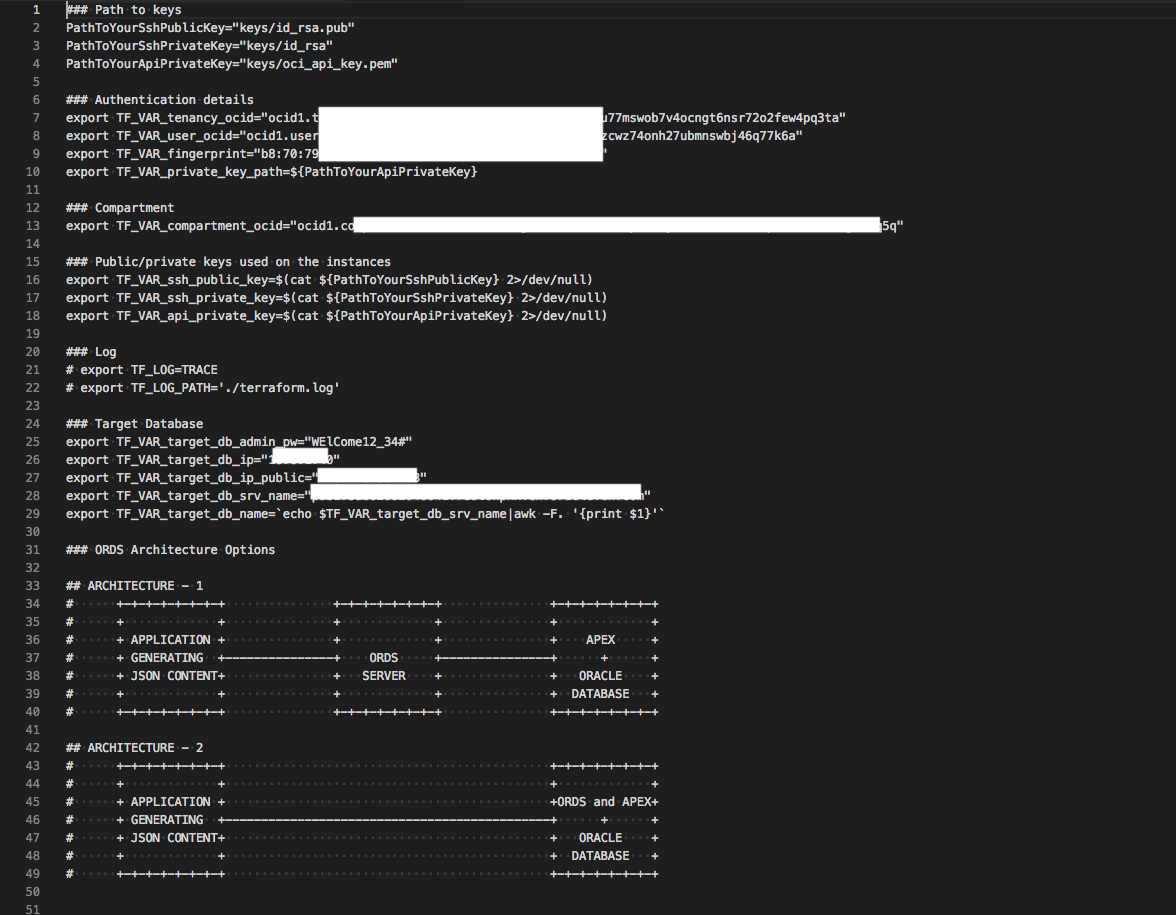 1 ### Path to keys
2 PathToYourSshPublicKey="keys/id_rsa.pub"
3 PathToYourSshPrivateKey="keys/id_rsa"
4 PathToYourApiPrivateKey="keys/oci_api_key.pem"
5
6 ### Authentication details
7 export TF_VAR_tenancy_ocid="ocid1.t u77mswob7v4ocngt6nsr72o2few4pq3ta"
8 export TF_VAR_user_ocid="ocid1.user zcwz74onh27ubmnswbj46q77k6a"
9 export TF_VAR_fingerprint="b8:70:79 "
10 export TF_VAR_private_key_path=${PathToYourApiPrivateKey}
11
12 ### Compartment
13 export TF_VAR_compartment_ocid="ocid1.co 5q"
14
15 ### Public/private keys used on the instances
16 export TF_VAR_ssh_public_key=$(cat ${PathToYourSshPublicKey} 2>/dev/null)
17 export TF_VAR_ssh_private_key=$(cat ${PathToYourSshPrivateKey} 2>/dev/null)
18 export TF_VAR_api_private_key=$(cat ${PathToYourApiPrivateKey} 2>/dev/null)
19
20 ### Log
21 # export TF_LOG=TRACE
22 # export TF_LOG_PATH='./terraform.log'
23
24 ### Target Database
25 export TF_VAR_target_db_admin_pw="WElCome12_34#"
26 export TF_VAR_target_db_ip="1 0"
27 export TF_VAR_target_db_ip_public=" 3"
28 export TF_VAR_target_db_srv_name=" "
29 export TF_VAR_target_db_name=`echo $TF_VAR_target_db_srv_name|awk -F. '{print $1}'`
30
31 ### ORDS Architecture Options
32
33 ## ARCHITECTURE - 1
34 #      +-+-+-+-+-+-+-+               +-+-+-+-+-+-+-+               +-+-+-+-+-+-+-+
35 #      +             +               +             +               +             +
36 #      + APPLICATION +               +             +               +    APEX     +
37 #      + GENERATING  +---------------+    ORDS     +---------------+      +      +
38 #      + JSON CONTENT+               +   SERVER    +               +   ORACLE    +
39 #      +             +               +             +               +  DATABASE   +
40 #      +-+-+-+-+-+-+-+               +-+-+-+-+-+-+-+               +-+-+-+-+-+-+-+
41
42 ## ARCHITECTURE - 2
43 #      +-+-+-+-+-+-+-+                                             +-+-+-+-+-+-+-+
44 #      +             +                                             +             +
45 #      + APPLICATION +                                             +ORDS and APEX+
46 #      + GENERATING  +---------------------------------------------+      +      +
47 #      + JSON CONTENT+                                             +   ORACLE    +
48 #      +             +                                             +  DATABASE   +
49 #      +-+-+-+-+-+-+-+                                             +-+-+-+-+-+-+-+
50
51